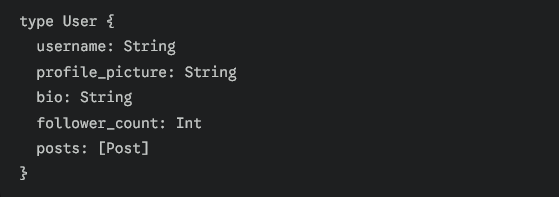 type User {
  username: String
  profile_picture: String
  bio: String
  follower_count: Int
  posts: [Post]
}